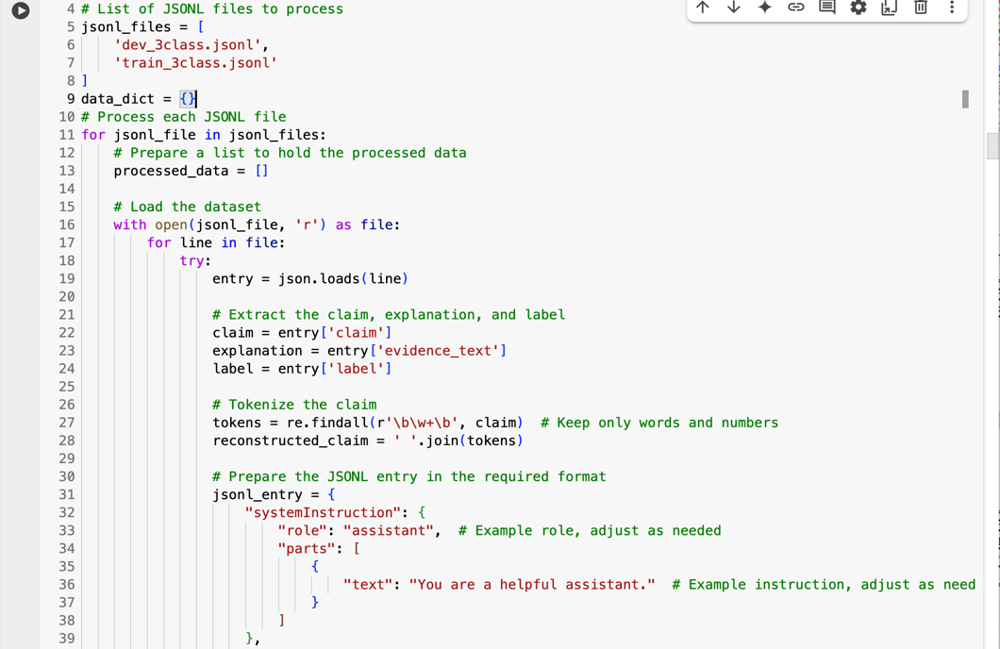 4 # List of JSONL files to process
5 jsonl_files = [
6     'dev_3class.jsonl',
7     'train_3class.jsonl'
8 ]
9 data_dict = {}
10 # Process each JSONL file
11 for jsonl_file in jsonl_files:
12     # Prepare a list to hold the processed data
13     processed_data = []
14
15     # Load the dataset
16     with open(jsonl_file, 'r') as file:
17         for line in file:
18             try:
19                 entry = json.loads(line)
20
21                 # Extract the claim, explanation, and label
22                 claim = entry['claim']
23                 explanation = entry['evidence_text']
24                 label = entry['label']
25
26                 # Tokenize the claim
27                 tokens = re.findall(r'\b\w+\b', claim)  # Keep only words and numbers
28                 reconstructed_claim = ' '.join(tokens)
29
30                 # Prepare the JSONL entry in the required format
31                 jsonl_entry = {
32                     "systemInstruction": {
33                         "role": "assistant",  # Example role, adjust as needed
34                         "parts": [
35                             {
36                                 "text": "You are a helpful assistant."  # Example instruction, adjust as need
37                             }
38                         ]
39                     },